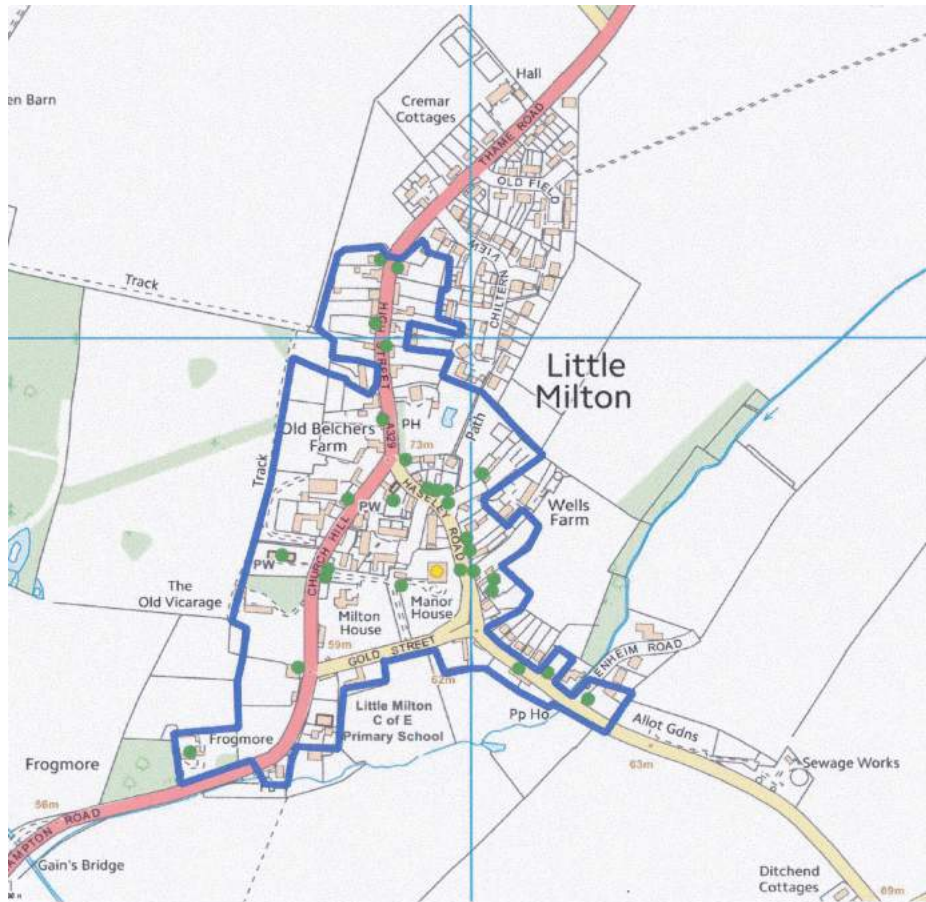 Hall
en Barn
Cremar
Cottages
THAME ROAD
OLD FIELD
VIEW
CHILTERN
Track
HIGH STREET
Little
Milton
Old Belchers
Farm
A329
PH
73m
Path
Track
HASELEY ROAD
PW
Wells
Farm
CHURCH HILL
PW
The
Old Vicarage
Manor
House
Milton
House
59m
GOLD STREET
ENHEIM ROAD
62m
Little Milton
C of E
Primary School
Pp Ho
Allot Gdns
Frogmore
Frogmore
63m
Sewage Works
56m
AMPTON ROAD
Gain's Bridge
Ditchend
Cottages
69m